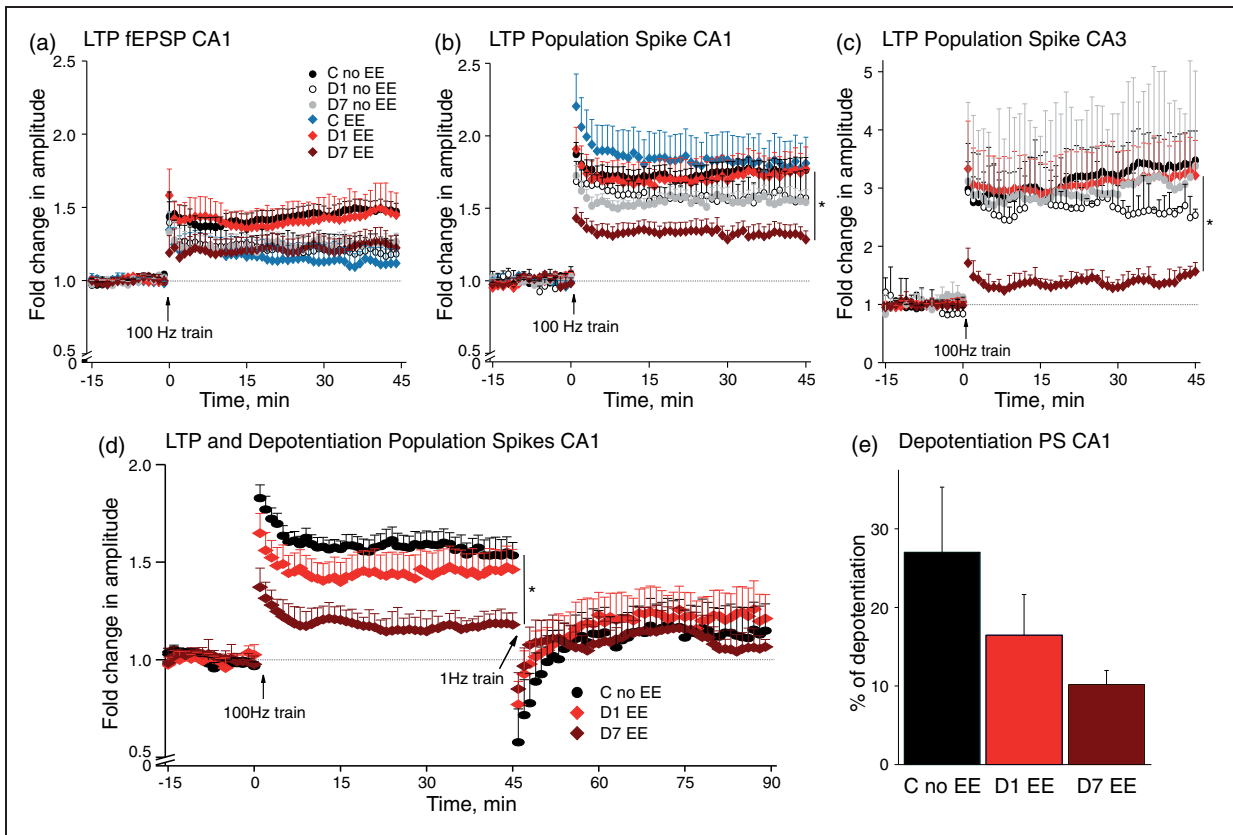 (a) LTP fEPSP CA1
Fold change in amplitude
2.5
2.0
1.5
1.0
0.5
0
C no EE
D1 no EE
D7 no EE
C EE
D1 EE
D7 EE
100 Hz train
-15 0 15 30 45
Time, min
(b) LTP Population Spike CA1
Fold change in amplitude
2.5
2.0
1.5
1.0
0.5
0
*
100 Hz train
-15 0 15 30 45
Time, min
(c) LTP Population Spike CA3
Fold change in amplitude
5
4
3
2
1
0
*
100Hz train
-15 0 15 30 45
Time, min
(d) LTP and Depotentiation Population Spikes CA1
Fold change in amplitude
2.0
1.5
1.0
0.5
0
*
100Hz train
1Hz train
C no EE
D1 EE
D7 EE
-15 0 15 30 45 60 75 90
Time, min
(e) Depotentiation PS CA1
% of depotentiation
30
20
10
0
C no EE D1 EE D7 EE